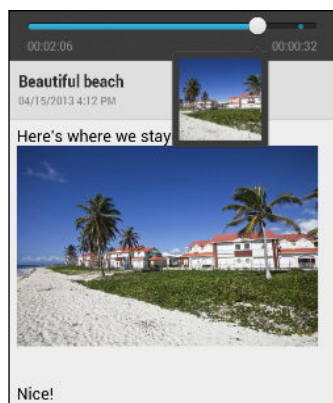 00:02:06 00:00:32
Beautiful beach
04/15/2013 4:12 PM
Here's where we stay
Nice!